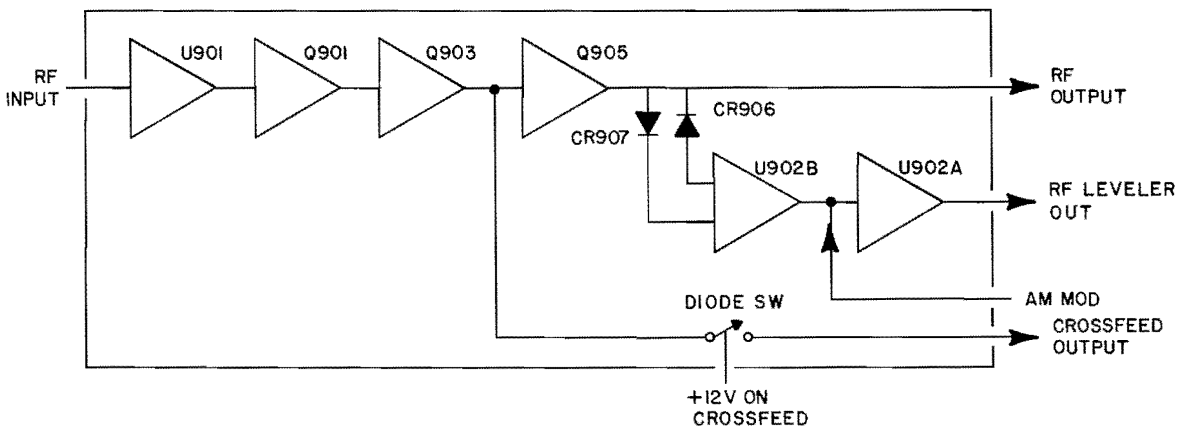 U901
Q901
Q903
Q905
RF
INPUT
RF
OUTPUT
CR906
CR907
U902B
U902A
RF LEVELER
OUT
AM MOD
DIODE SW
CROSSFEED
OUTPUT
+12V ON
CROSSFEED